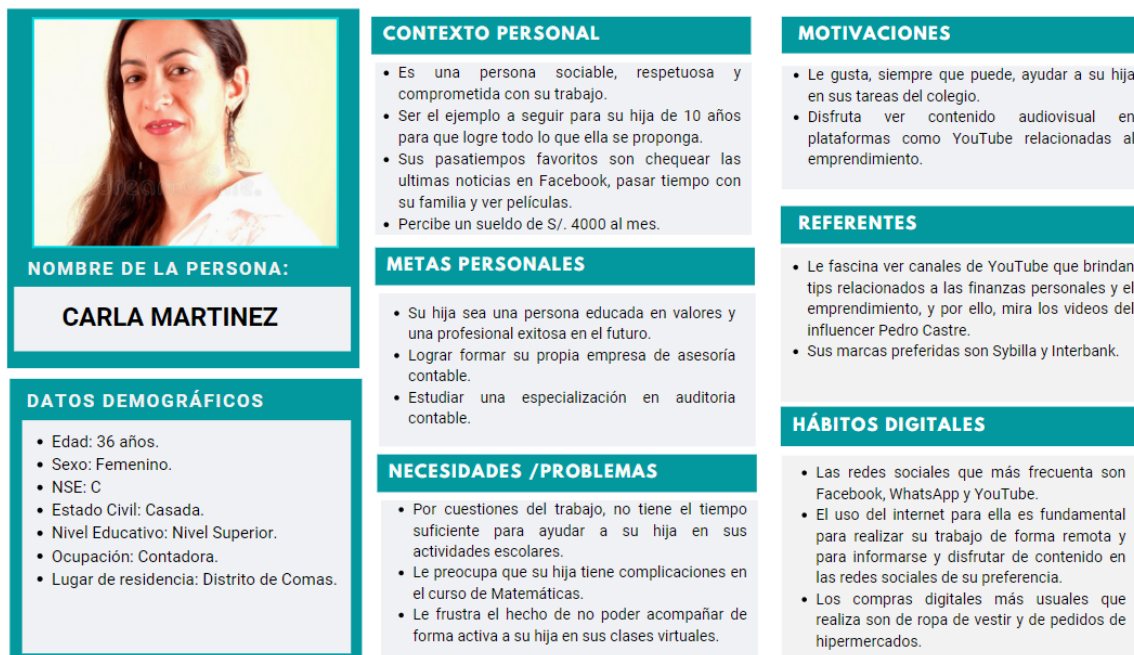 NOMBRE DE LA PERSONA:
CARLA MARTINEZ
DATOS DEMOGRÁFICOS
• Edad: 36 años.
• Sexo: Femenino.
• NSE: C
• Estado Civil: Casada.
• Nivel Educativo: Nivel Superior.
• Ocupación: Contadora.
• Lugar de residencia: Distrito de Comas.
CONTEXTO PERSONAL
• Es una persona sociable, respetuosa y
comprometida con su trabajo.
• Ser el ejemplo a seguir para su hija de 10 años
para que logre todo lo que ella se proponga.
• Sus pasatiempos favoritos son chequear las
ultimas noticias en Facebook, pasar tiempo con
su familia y ver películas.
• Percibe un sueldo de S/. 4000 al mes.
METAS PERSONALES
• Su hija sea una persona educada en valores y
una profesional exitosa en el futuro.
• Lograr formar su propia empresa de asesoría
contable.
• Estudiar una especialización en auditoria
contable.
NECESIDADES /PROBLEMAS
• Por cuestiones del trabajo, no tiene el tiempo
suficiente para ayudar a su hija en sus
actividades escolares.
• Le preocupa que su hija tiene complicaciones en
el curso de Matemáticas.
• Le frustra el hecho de no poder acompañar de
forma activa a su hija en sus clases virtuales.
MOTIVACIONES
• Le gusta, siempre que puede, ayudar a su hija
en sus tareas del colegio.
• Disfruta ver contenido audiovisual en
plataformas como YouTube relacionadas al
emprendimiento.
REFERENTES
• Le fascina ver canales de YouTube que brindan
tips relacionados a las finanzas personales y el
emprendimiento, y por ello, mira los videos del
influencer Pedro Castre.
• Sus marcas preferidas son Sybilla y Interbank.
HÁBITOS DIGITALES
• Las redes sociales que más frecuenta son
Facebook, WhatsApp y YouTube.
• El uso del internet para ella es fundamental
para realizar su trabajo de forma remota y
para informarse y disfrutar de contenido en
las redes sociales de su preferencia.
• Los compras digitales más usuales que
realiza son de ropa de vestir y de pedidos de
hipermercados.